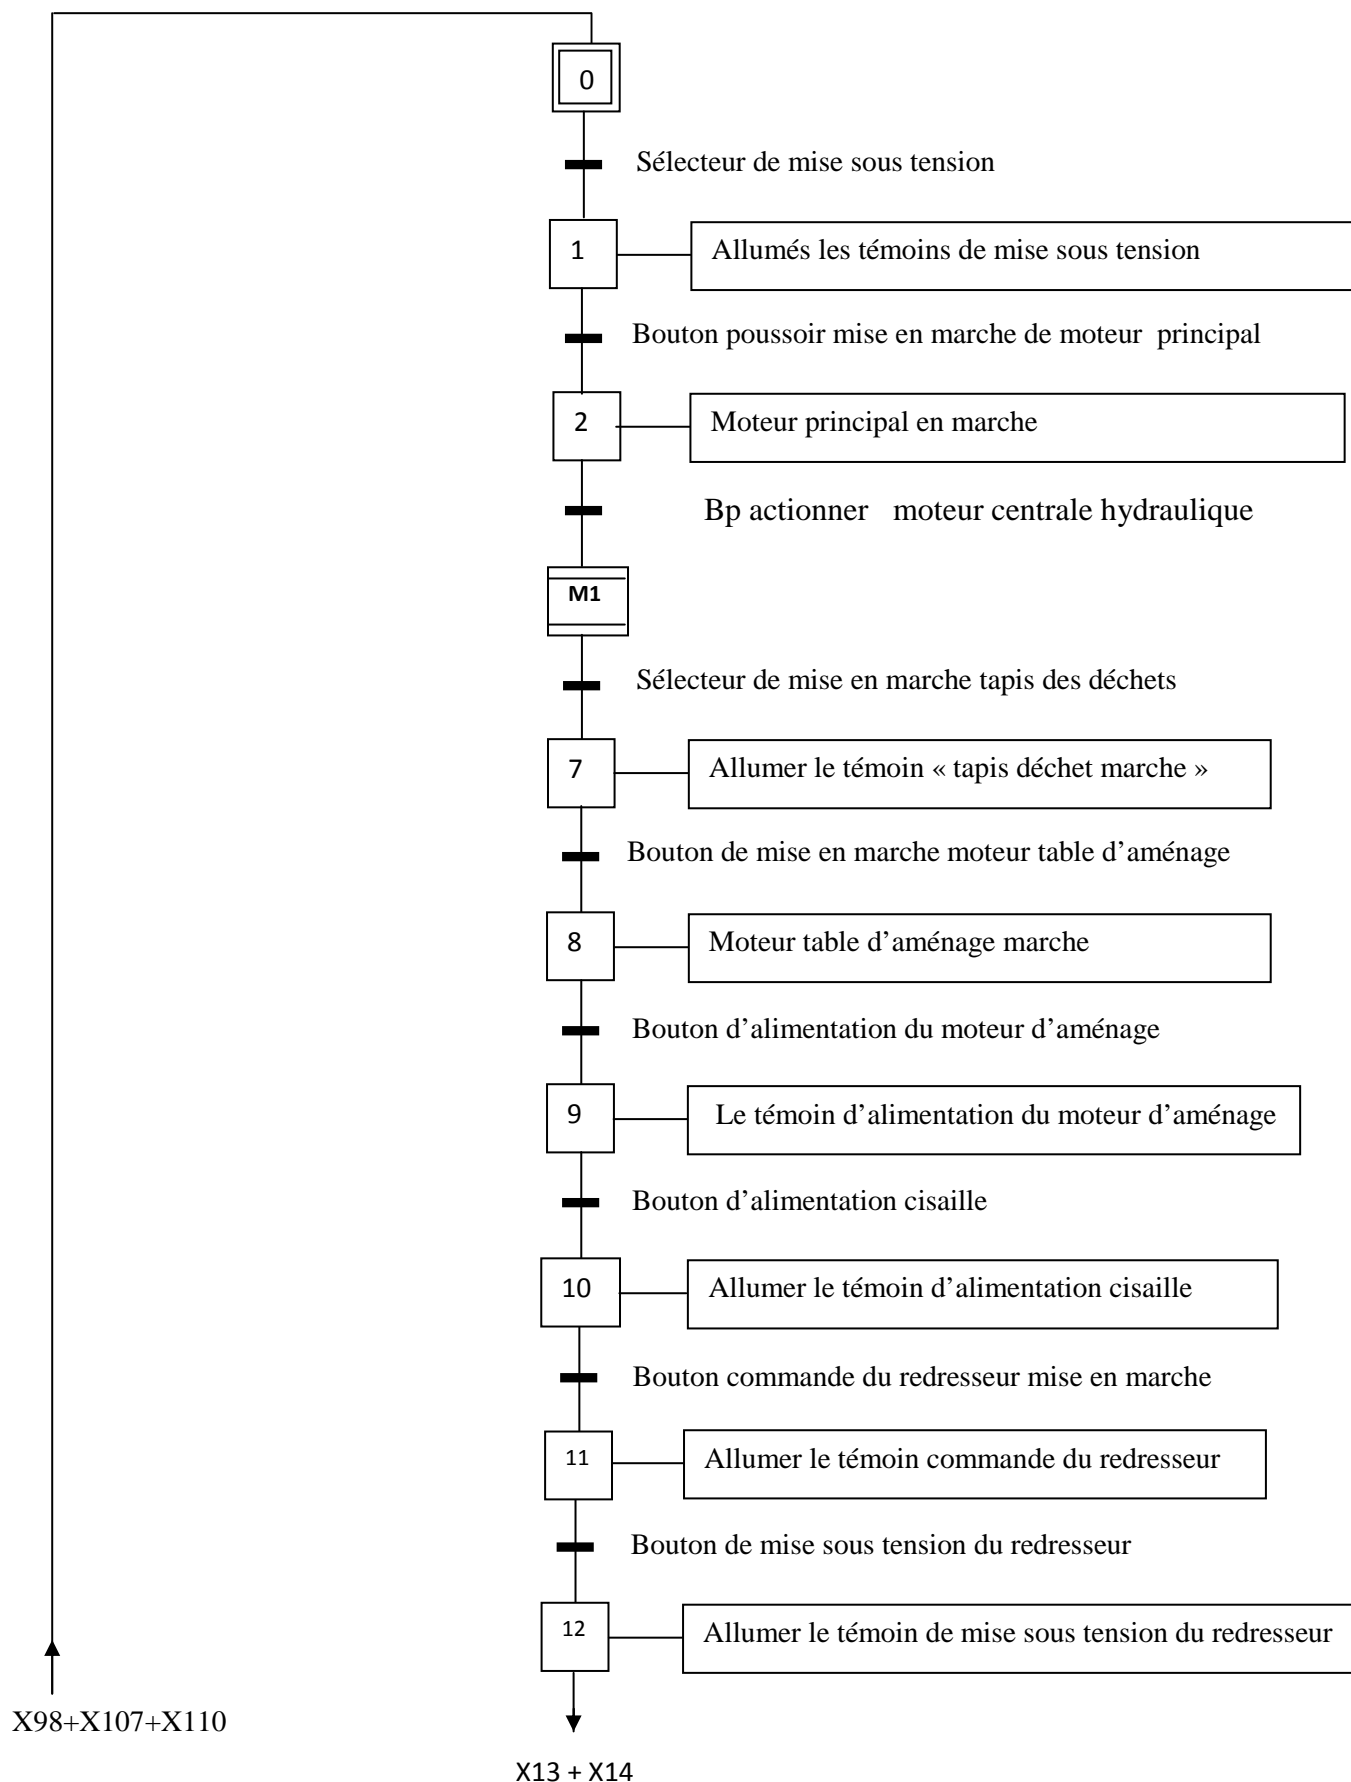 0
Sélecteur de mise sous tension
1
Allumés les témoins de mise sous tension
Bouton poussoir mise en marche de moteur principal
2
Moteur principal en marche
Bp actionner moteur centrale hydraulique
M1
Sélecteur de mise en marche tapis des déchets
7
Allumer le témoin « tapis déchet marche »
Bouton de mise en marche moteur table d’aménage
8
Moteur table d’aménage marche
Bouton d’alimentation du moteur d’aménage
9
Le témoin d’alimentation du moteur d’aménage
Bouton d’alimentation cisaille
10
Allumer le témoin d’alimentation cisaille
Bouton commande du redresseur mise en marche
11
Allumer le témoin commande du redresseur
Bouton de mise sous tension du redresseur
12
Allumer le témoin de mise sous tension du redresseur
X98+X107+X110
X13 + X14